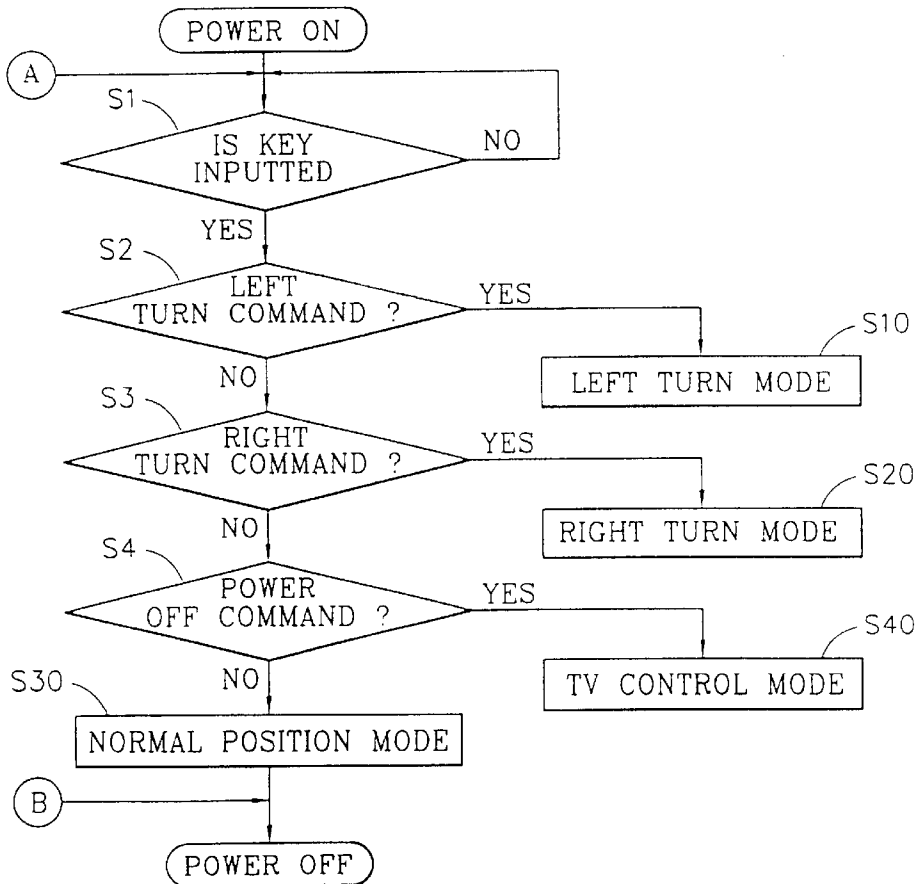 POWER ON
A
S1
IS KEY
INPUTTED
NO
YES
S2
LEFT
TURN COMMAND ?
YES
S10
LEFT TURN MODE
NO
S3
RIGHT
TURN COMMAND ?
YES
S20
RIGHT TURN MODE
NO
S4
POWER
OFF COMMAND ?
YES
S40
TV CONTROL MODE
NO
S30
NORMAL POSITION MODE
B
POWER OFF